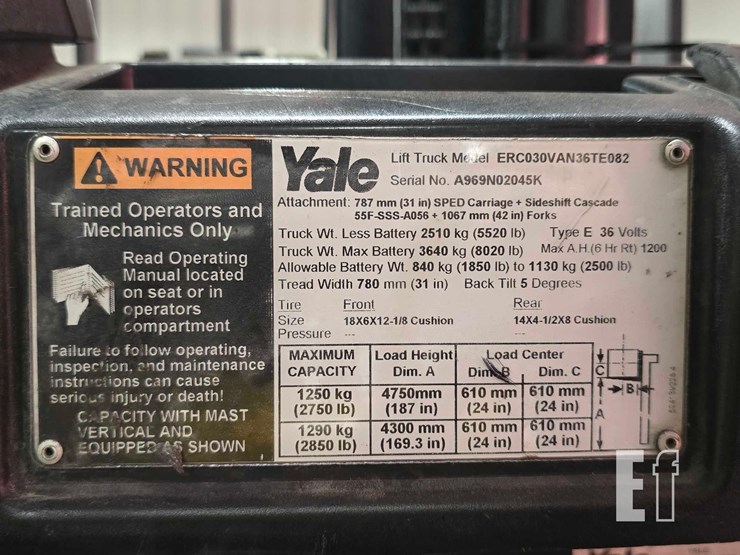 WARNING
Trained Operators and
Mechanics Only
Read Operating
Manual located
on seat or in
operators
compartment
Failure to follow operating,
inspection, and maintenance
instructions can cause
serious injury or death!
CAPACITY WITH MAST
VERTICAL AND
EQUIPPED AS SHOWN
Yale
Lift Truck Model ERC030VAN36TE082
Serial No. A969N02045K
Attachment: 787 mm (31 in) SPED Carriage + Sideshift Cascade
55F-SSS-A056 + 1067 mm (42 in) Forks
Truck Wt. Less Battery 2510 kg (5520 lb) Type E 36 Volts
Truck Wt. Max Battery 3640 kg (8020 lb) Max A.H.(6 Hr Rt) 1200
Allowable Battery Wt. 840 kg (1850 lb) to 1130 kg (2500 lb)
Tread Width 780 mm (31 in) Back Tilt 5 Degrees
Tire Front Rear
Size 18X6X12-1/8 Cushion 14X4-1/2X8 Cushion
Pressure --- ---
MAXIMUM CAPACITY Load Height Dim. A Load Center Dim. B Dim. C
1250 kg (2750 lb) 4750mm (187 in) 610 mm (24 in) 610 mm (24 in)
1290 kg (2850 lb) 4300 mm (169.3 in) 610 mm (24 in) 610 mm (24 in)
C
B
A
Ef